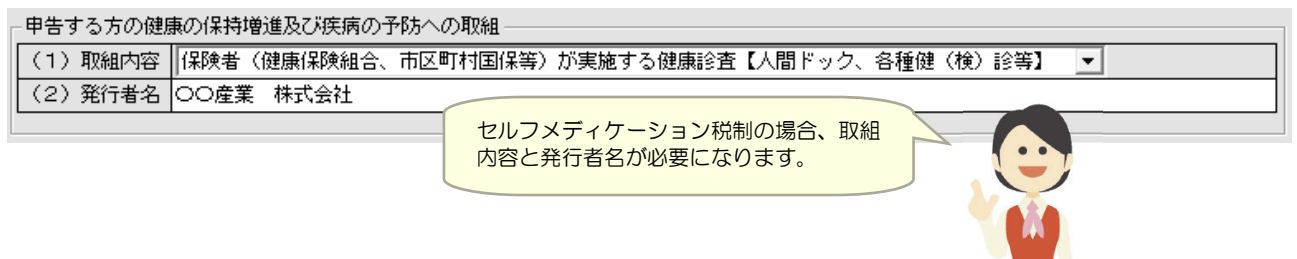 申告する方の健康の保持増進及び疾病の予防への取組
（1）取組内容 保険者（健康保険組合、市区町村国保等）が実施する健康診査【人間ドック、各種健（検）診等】
（2）発行者名 〇〇産業　株式会社
セルフメディケーション税制の場合、取組
内容と発行者名が必要になります。